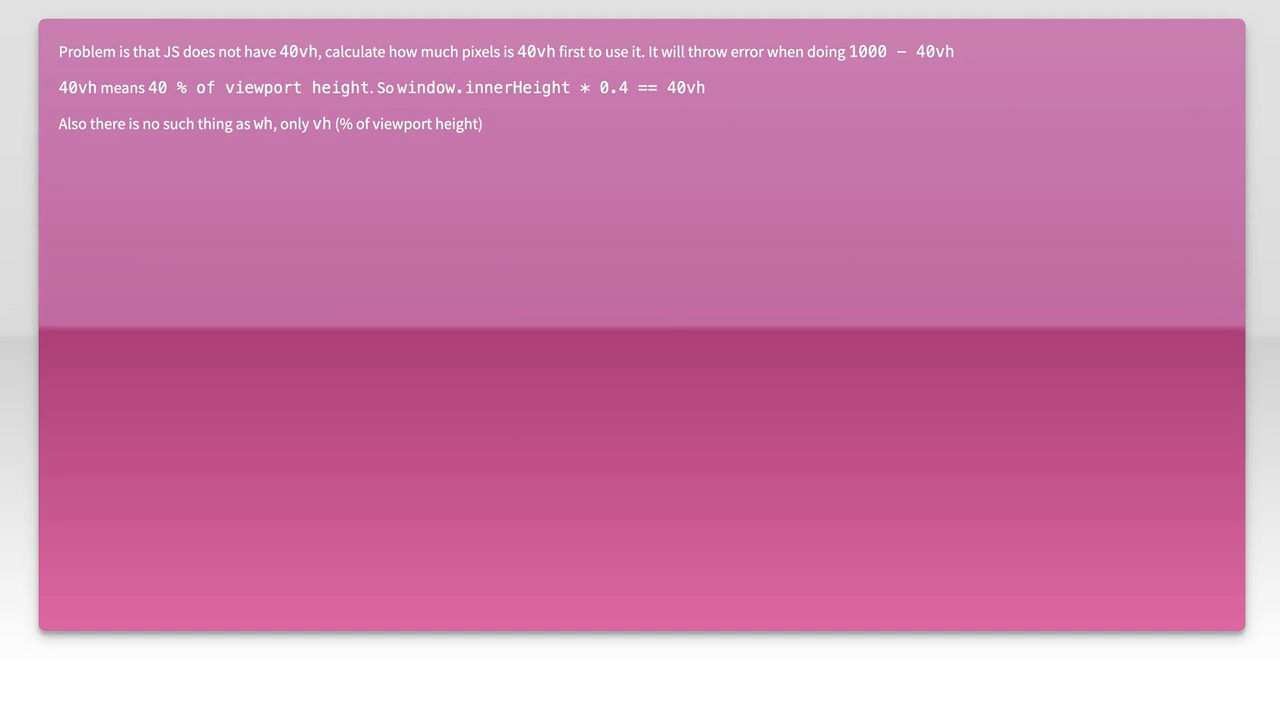 Problem is that JS does not have 40vh, calculate how much pixels is 40vh first to use it. It will throw error when doing 1000 - 40vh
40vh means 40 % of viewport height. So window.innerHeight * 0.4 == 40vh
Also there is no such thing as wh, only vh (% of viewport height)